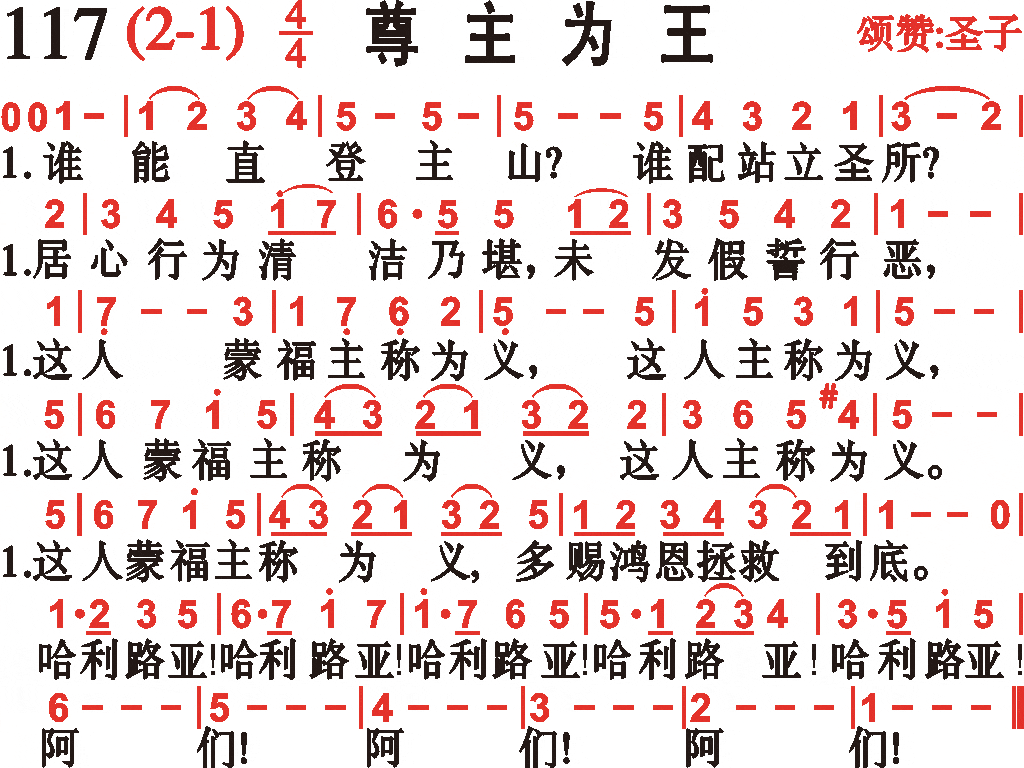 117 (2-1) 4/4 尊主为王 颂赞:圣子
001- | 1 2 3 4 | 5 - 5 - | 5 - - 5 | 4 3 2 1 | 3 - 2 |
1.谁 能 直 登 主 山? 谁配站立圣所?
2 | 3 4 5 i 7 | 6 · 5 5 1 2 | 3 5 4 2 | 1 - - |
1.居心行为清 洁乃堪,未 发假誓行恶,
1 | 7 - - 3 | 1 7 6 2 | 5 - - 5 | i 5 3 1 | 5 - - |
1.这人 蒙福主称为义, 这人主称为义,
5 | 6 7 i 5 | 4 3 2 1 3 2 2 | 3 6 5 #4 | 5 - - |
1.这人蒙福主称 为 义, 这人主称为义。
5 | 6 7 i 5 | 4 3 2 1 3 2 5 | 1 2 3 4 3 2 1 | 1 - - 0 |
1.这人蒙福主称 为 义, 多赐鸿恩拯救 到底。
1·2 3 5 | 6·7 i 7 | i·7 6 5 | 5·1 2 3 4 | 3·5 i 5 |
哈利路亚!哈利路亚!哈利路亚!哈利路 亚!哈利路亚!
6 - - - | 5 - - - | 4 - - - | 3 - - - | 2 - - - | 1 - - - ‖
阿 们! 阿 们! 阿 们!